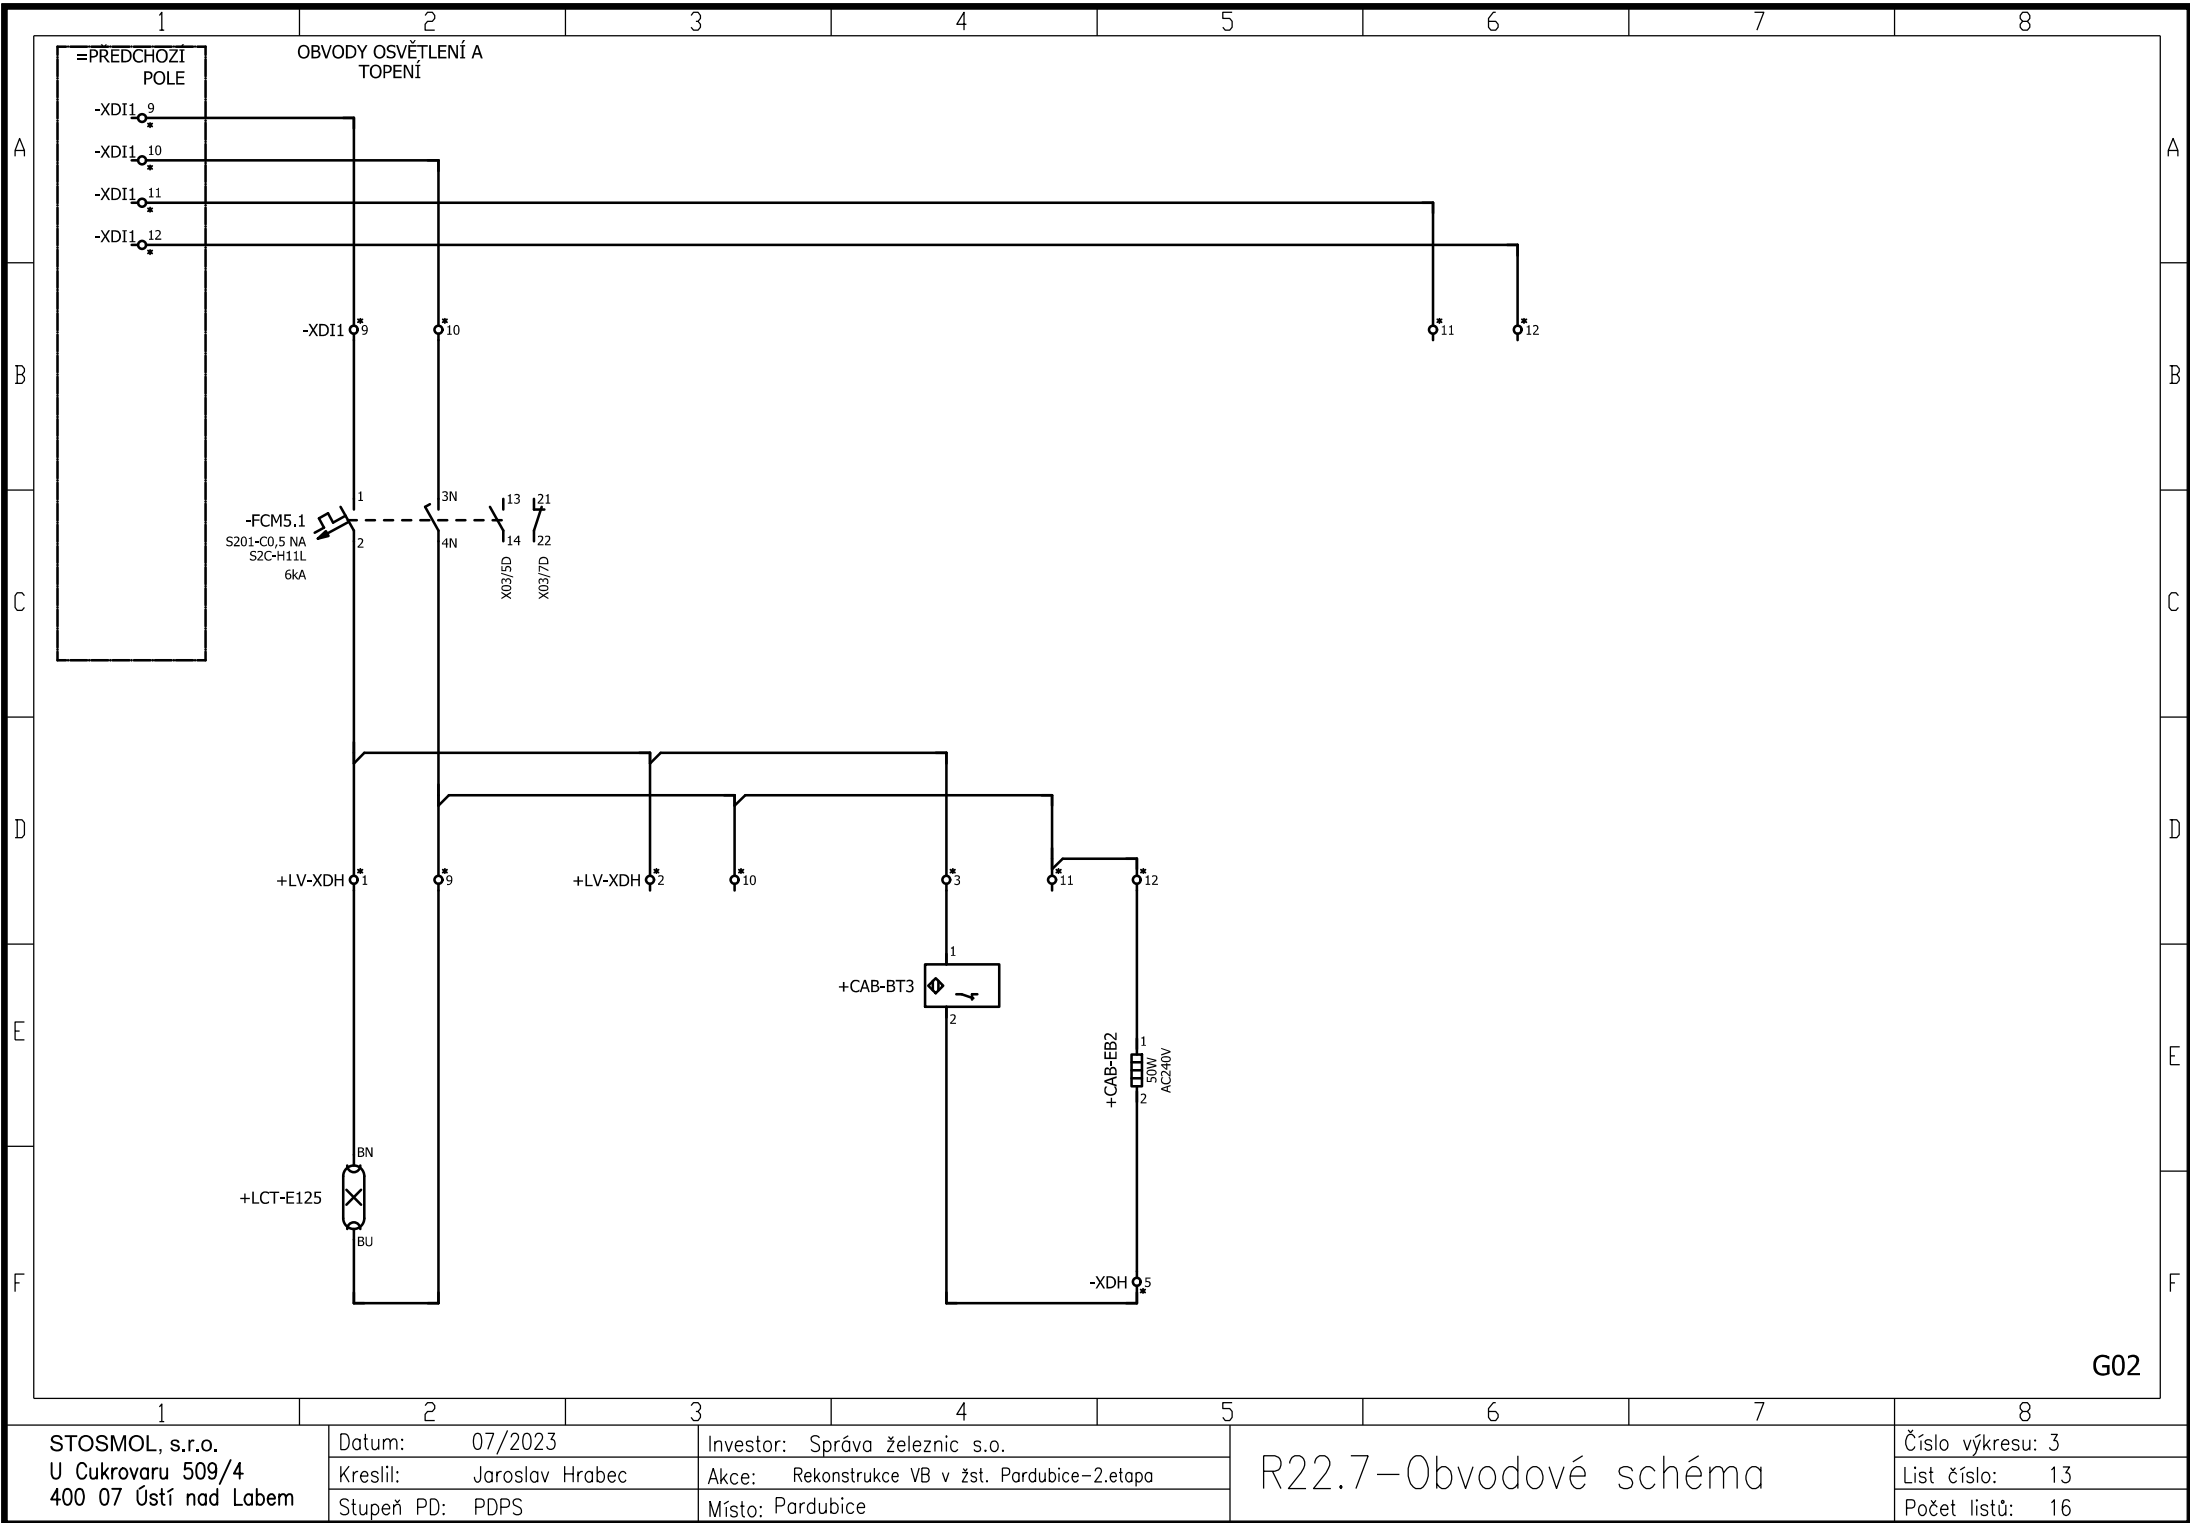 1 2 3 4 5 6 7 8
=PŘEDCHOZÍ
POLE
OBVODY OSVĚTLENÍ A
TOPENÍ
-XDI1 9
*
A A
-XDI1 10
*
-XDI1 11
*
-XDI1 12
*
-XDI1 * 9 * 10 * 11 * 12
B B
1 3N 13 21
-FCM5.1
S201-C0,5 NA 2 4N 14 22
S2C-H11L
6kA
X03/5D X03/7D
C C
D D
+LV-XDH * 1 * 9 +LV-XDH * 2 * 10 * 3 * 11 * 12
1
+CAB-BT3
2
E E
+CAB-EB2
1
50W
AC240V
2
BN
+LCT-E125
BU
F F
-XDH 5
*
G02
1 2 3 4 5 6 7 8
STOSMOL, s.r.o.
U Cukrovaru 509/4
400 07 Ústí nad Labem
Datum: 07/2023
Kreslil: Jaroslav Hrabec
Stupeň PD: PDPS
Investor: Správa železnic s.o.
Akce: Rekonstrukce VB v žst. Pardubice-2.etapa
Místo: Pardubice
R22.7-Obvodové schéma
Číslo výkresu: 3
List číslo: 13
Počet listů: 16